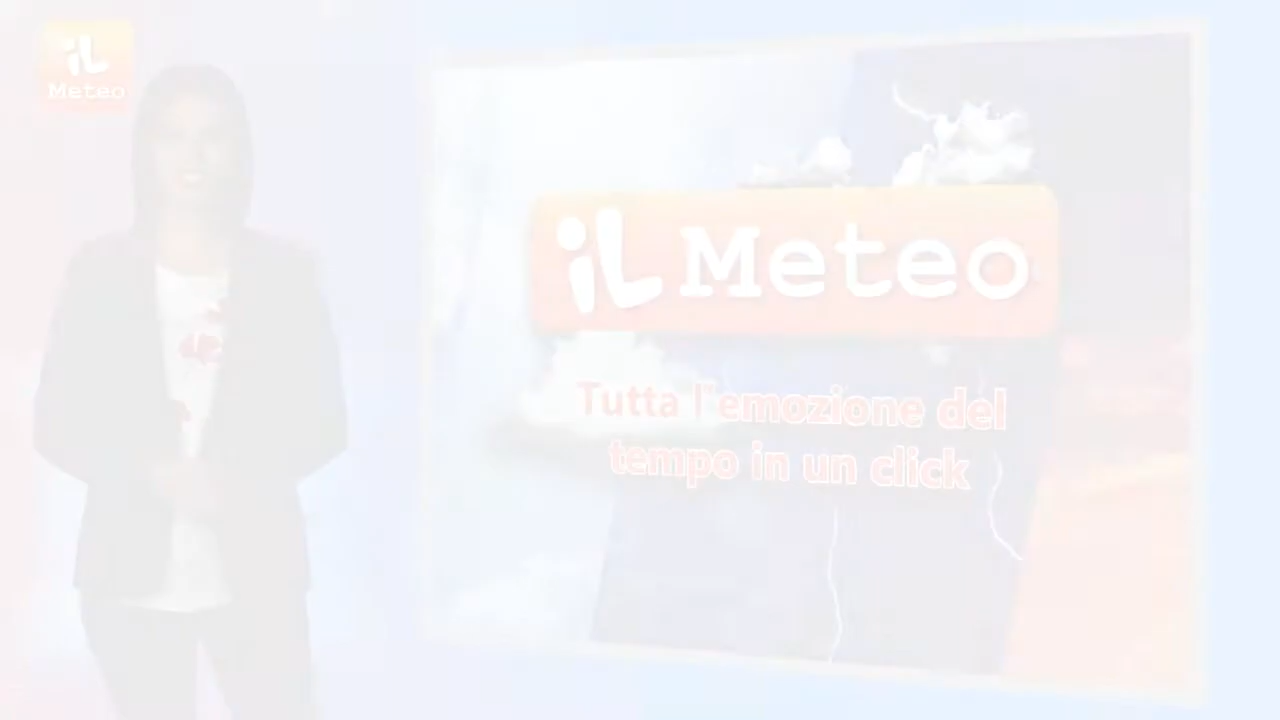 iL
Meteo
iL Meteo
Tutta l'emozione del
tempo in un click